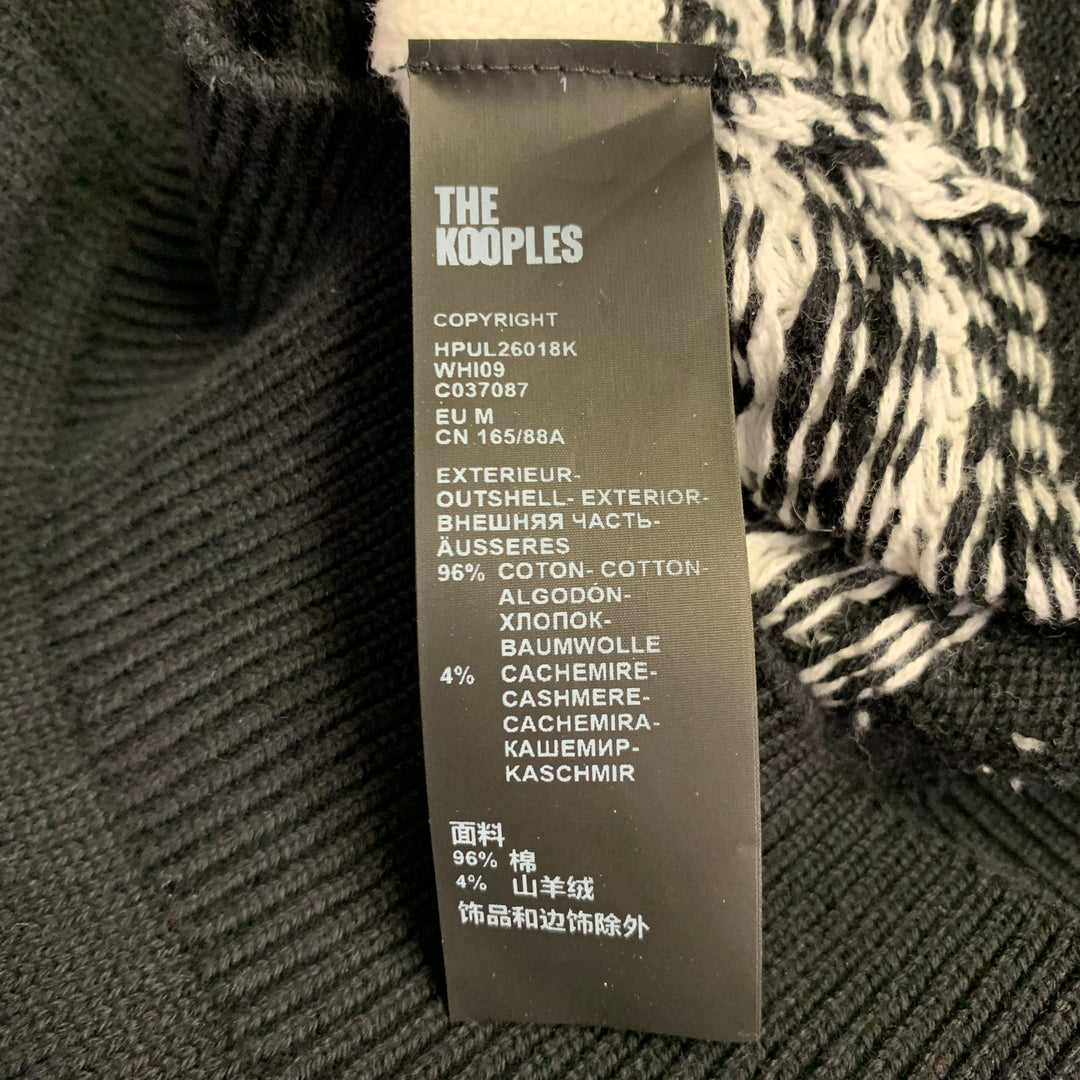 1
THE
KOOPLES
COPYRIGHT
HPUL26018K
WHI09
C037087
EU M
CN 165/88A
EXTERIEUR-
OUTSHELL- EXTERIOR-
ВНЕШНЯЯ ЧАСТЬ-
ÄUSSERES
96% COTON- COTTON-
ALGODÓN-
ХЛОПОК-
BAUMWOLLE
4% CACHEMIRE-
CASHMERE-
CACHEMIRA-
КАШЕМИР-
KASCHMIR
面料
96% 棉
4% 山羊绒
饰品和边饰除外